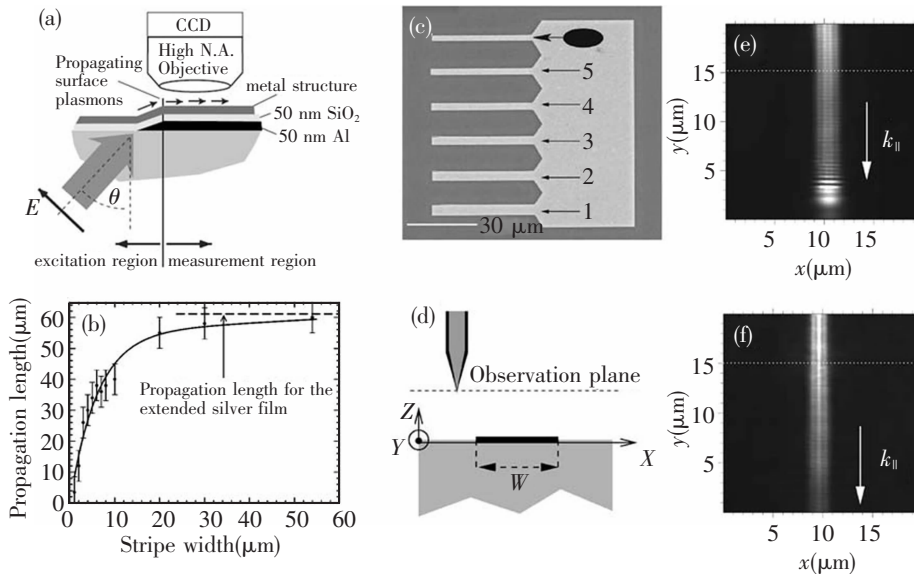 (a)
CCD
High N.A.
Objective
Propagating
surface
plasmons
metal structure
50 nm SiO₂
50 nm Al
θ
E
excitation region
measurement region
(b)
Propagation length(μm)
60
50
40
30
20
10
0
Propagation length for the
extended silver film
0 10 20 30 40 50 60
Stripe width(μm)
(c)
5
4
3
2
1
30 μm
(d)
Observation plane
Z
Y
X
W
(e)
y(μm)
15
10
5
k∥
5 10 15
x(μm)
(f)
y(μm)
15
10
5
k∥
5 10 15
x(μm)